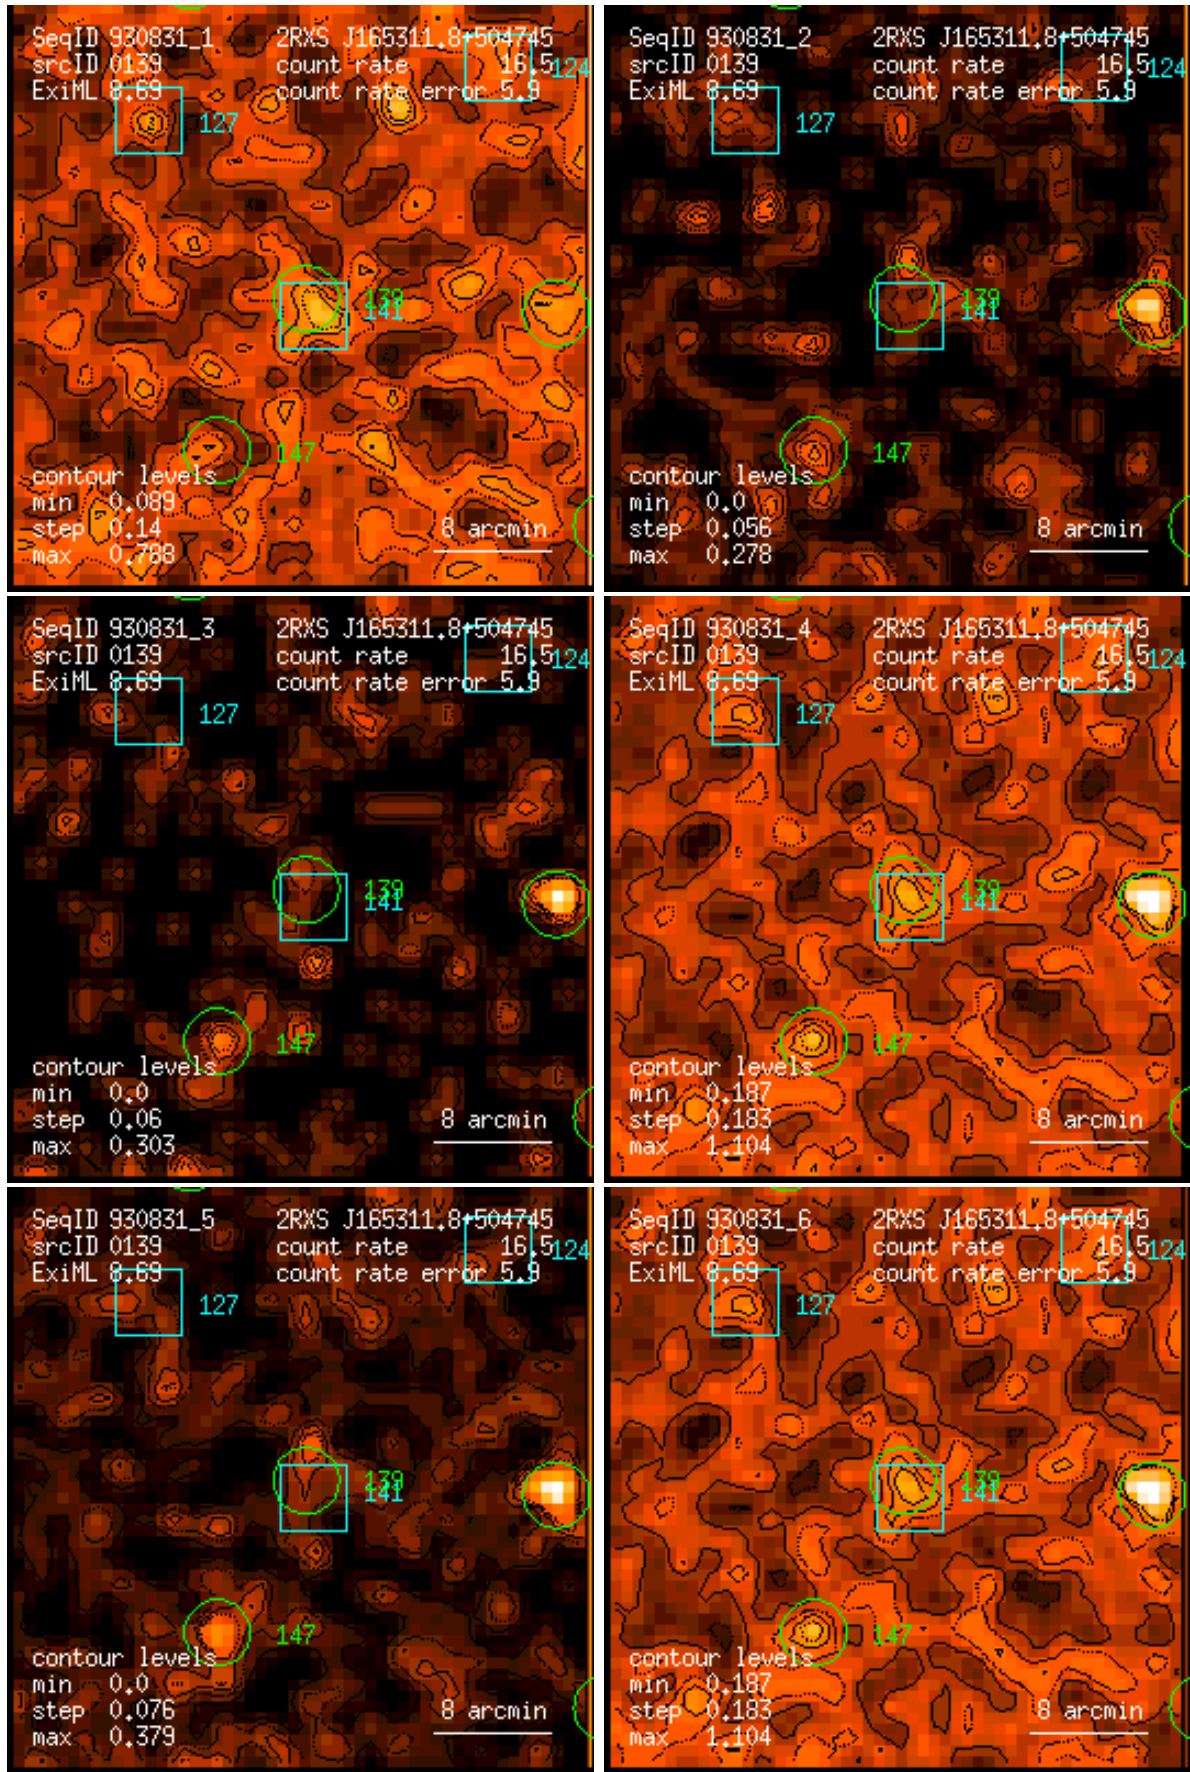 SeqID 930831_1 2RXS J165311.8+504745
srcID 0139 count rate 16.5 124
ExiML 8.69 count rate error 5.9
127
139
141
147
contour levels
min 0.089
step 0.14 8 arcmin
max 0.788
SeqID 930831_2 2RXS J165311.8+504745
srcID 0139 count rate 16.5 124
ExiML 8.69 count rate error 5.9
127
139
141
147
contour levels
min 0.0
step 0.056 8 arcmin
max 0.278
SeqID 930831_3 2RXS J165311.8+504745
srcID 0139 count rate 16.5 124
ExiML 8.69 count rate error 5.9
127
139
141
147
contour levels
min 0.0
step 0.06 8 arcmin
max 0.303
SeqID 930831_4 2RXS J165311.8+504745
srcID 0139 count rate 16.5 124
ExiML 8.69 count rate error 5.9
127
139
141
147
contour levels
min 0.187
step 0.183 8 arcmin
max 1.104
SeqID 930831_5 2RXS J165311.8+504745
srcID 0139 count rate 16.5 124
ExiML 8.69 count rate error 5.9
127
139
141
147
contour levels
min 0.0
step 0.076 8 arcmin
max 0.379
SeqID 930831_6 2RXS J165311.8+504745
srcID 0139 count rate 16.5 124
ExiML 8.69 count rate error 5.9
127
139
141
147
contour levels
min 0.187
step 0.183 8 arcmin
max 1.104